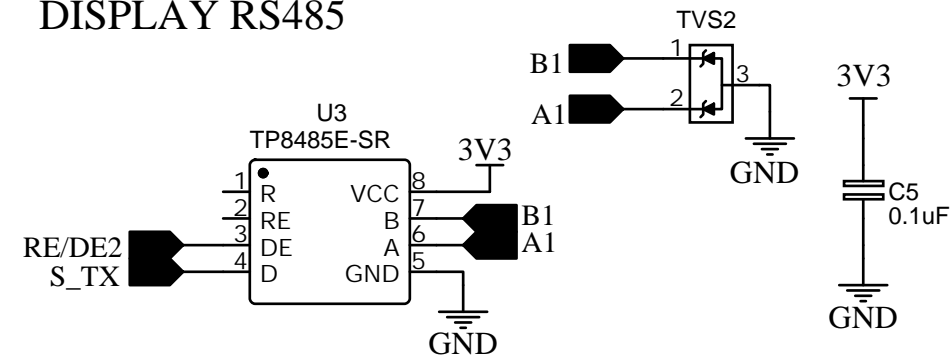 DISPLAY RS485
TVS2
B1
1
3
A1
2
GND
3V3
C5
0.1uF
GND
U3
TP8485E-SR
3V3
1
R
VCC
8
2
RE
B
7
B1
RE/DE2
3
DE
A
6
A1
S_TX
4
D
GND
5
GND